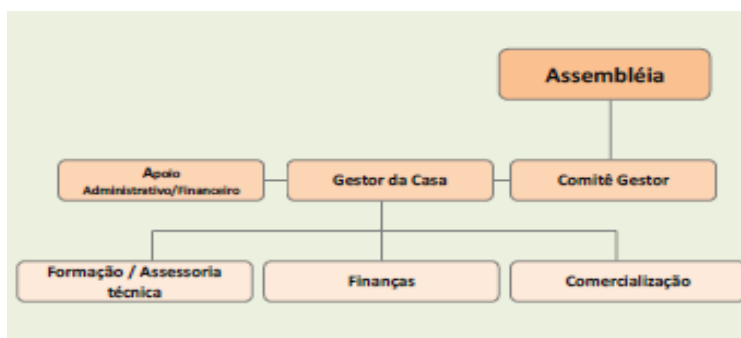 Assembléia
Apoio
Administrativo/Financeiro
Gestor da Casa
Comitê Gestor
Formação / Assessoria
técnica
Finanças
Comercialização